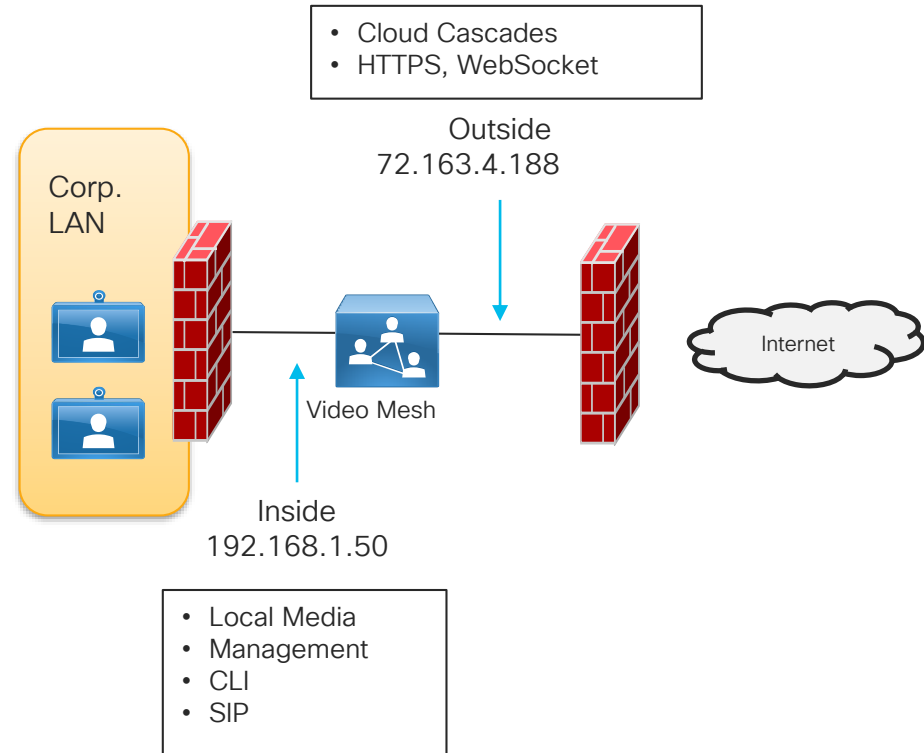 • Cloud Cascades
• HTTPS, WebSocket
Outside
72.163.4.188
Corp.
LAN
Internet
Video Mesh
Inside
192.168.1.50
• Local Media
• Management
• CLI
• SIP